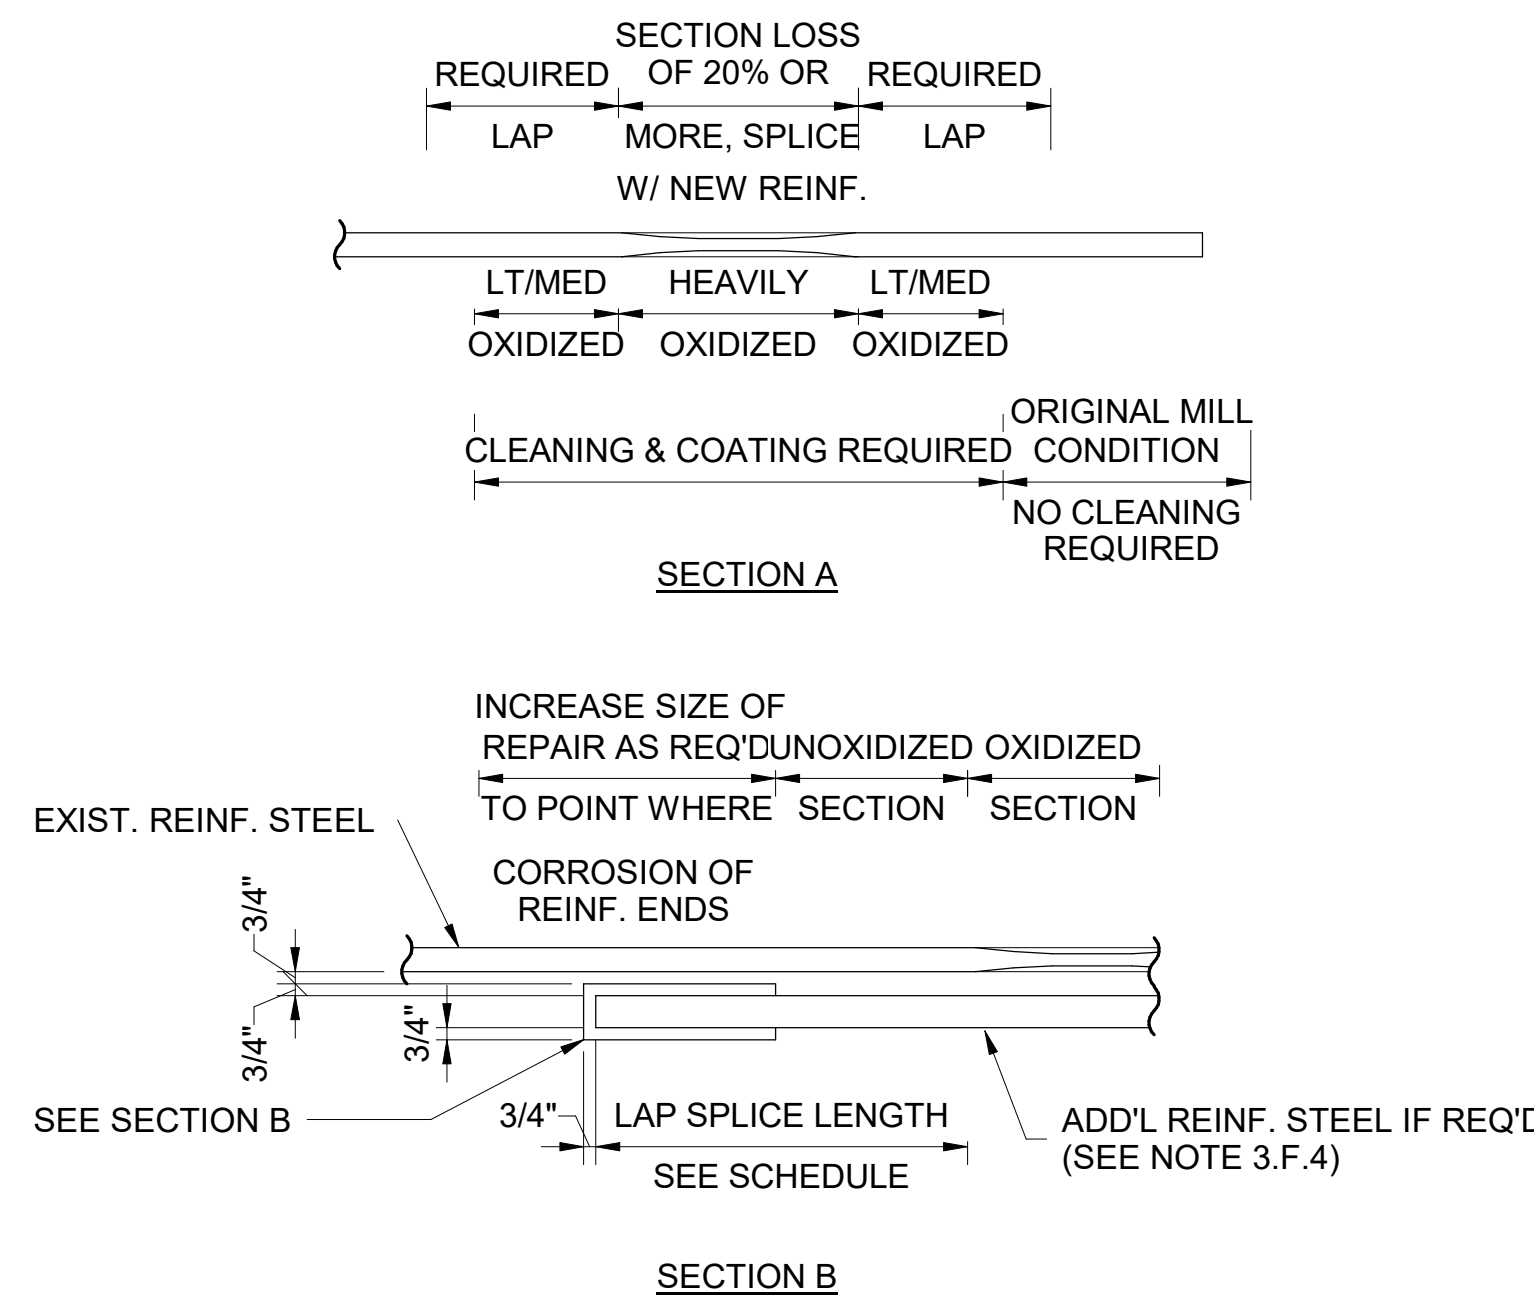 SECTION LOSS
REQUIRED OF 20% OR REQUIRED
LAP MORE, SPLICE LAP
W/ NEW REINF.
LT/MED HEAVILY LT/MED
OXIDIZED OXIDIZED OXIDIZED
ORIGINAL MILL
CLEANING & COATING REQUIRED CONDITION
NO CLEANING
REQUIRED
SECTION A
INCREASE SIZE OF
REPAIR AS REQ'D UNOXIDIZED OXIDIZED
TO POINT WHERE SECTION SECTION
EXIST. REINF. STEEL
CORROSION OF
REINF. ENDS
3/4"
3/4"
3/4"
SEE SECTION B
3/4" LAP SPLICE LENGTH
SEE SCHEDULE
ADD'L REINF. STEEL IF REQ'D
(SEE NOTE 3.F.4)
SECTION B